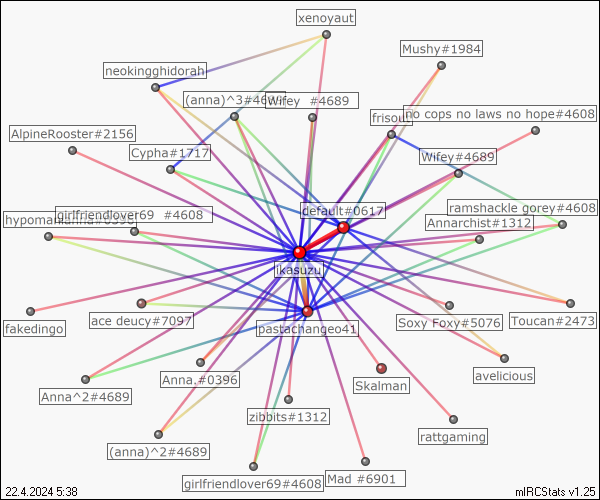 xenoyaut
Mushy#1984
neokingghidorah
(anna)^3#4689
Wifey #4689
frisou
no cops no laws no hope#4608
AlpineRooster#2156
Cypha#1717
Wifey#4689
default#0617
hypomaniann#0396
girlfriendlover69 #4608
ramshackle gorey#4608
Annarchist#1312
ikasuzu
fakedingo
ace deucy#7097
pastachangeo41
Soxy Foxy#5076
Toucan#2473
Anna^2#4689
Anna.#0396
Skalman
avelicious
zibbits#1312
rattgaming
(anna)^2#4689
girlfriendlover69#4608
Mad #6901
22.4.2024 5:38
mIRCStats v1.25